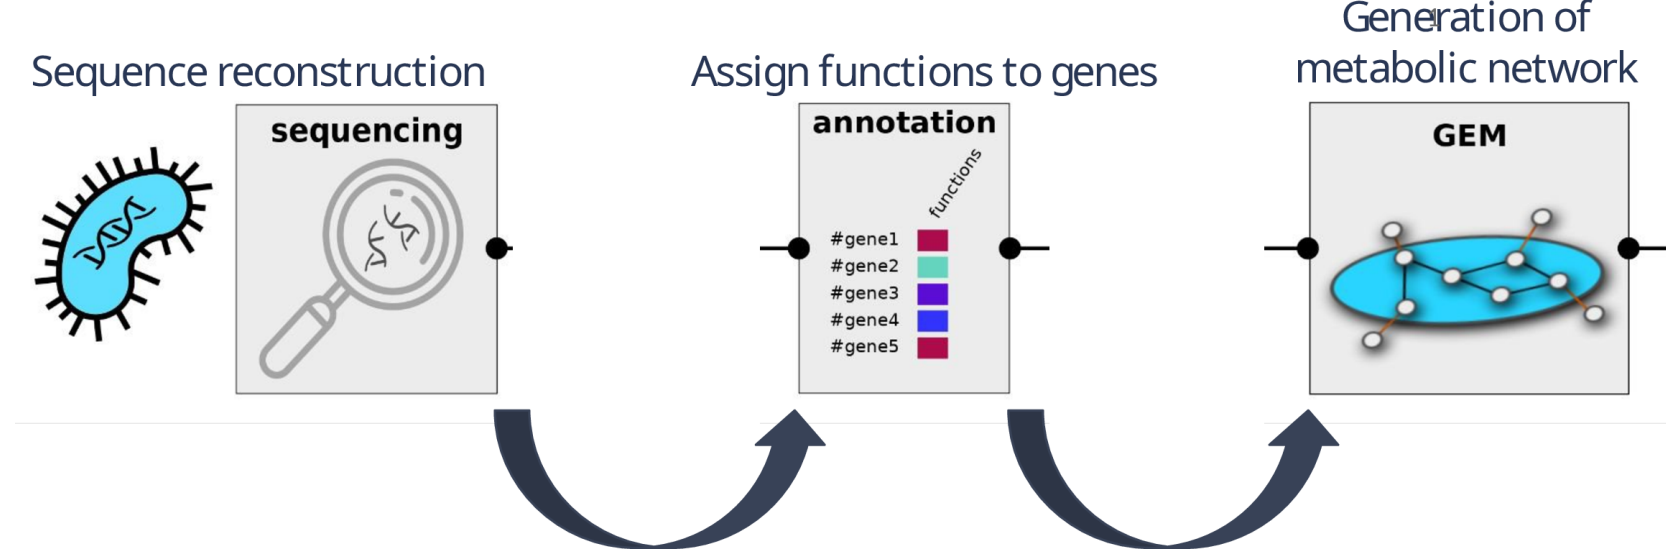 Sequence reconstruction
Assign functions to genes
Generation of
metabolic network
1
sequencing
annotation
functions
#gene1
#gene2
#gene3
#gene4
#gene5
GEM